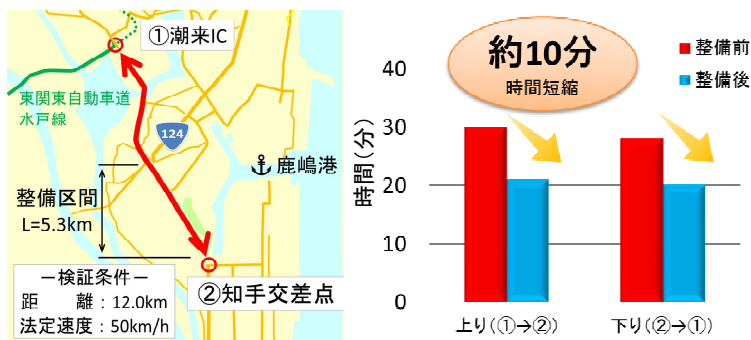 ①潮来IC
東関東自動車道
水戸線
124
鹿嶋港
整備区間
L=5.3km
②知手交差点
－検証条件－
距　離：12.0km
法定速度：50km/h
約10分
時間短縮
整備前
整備後
時間(分)
40
30
20
10
0
上り(①→②)
下り(②→①)